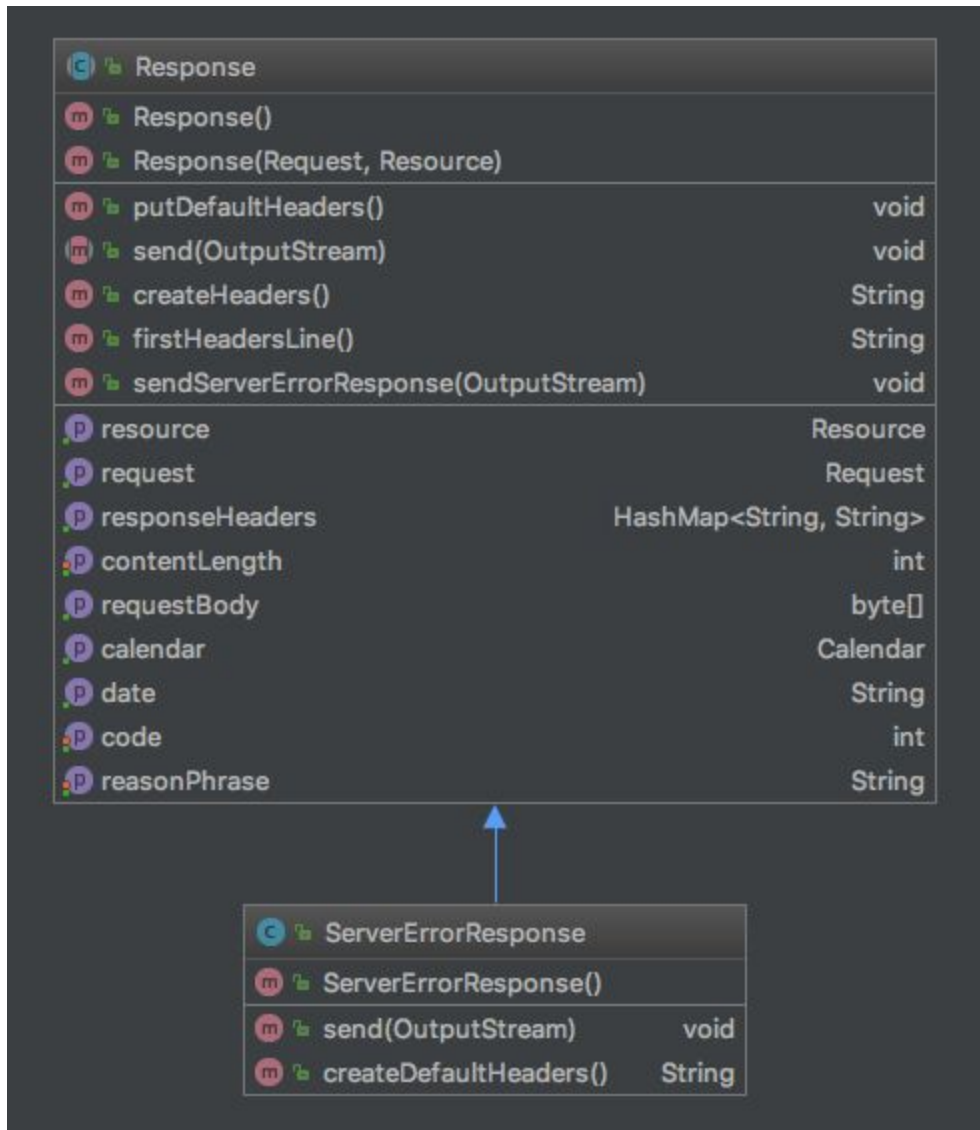 Response
Response()
Response(Request, Resource)
putDefaultHeaders() void
send(OutputStream) void
createHeaders() String
firstHeadersLine() String
sendServerErrorResponse(OutputStream) void
resource Resource
request Request
responseHeaders HashMap<String, String>
contentLength int
requestBody byte[]
calendar Calendar
date String
code int
reasonPhrase String
ServerErrorResponse
ServerErrorResponse()
send(OutputStream) void
createDefaultHeaders() String